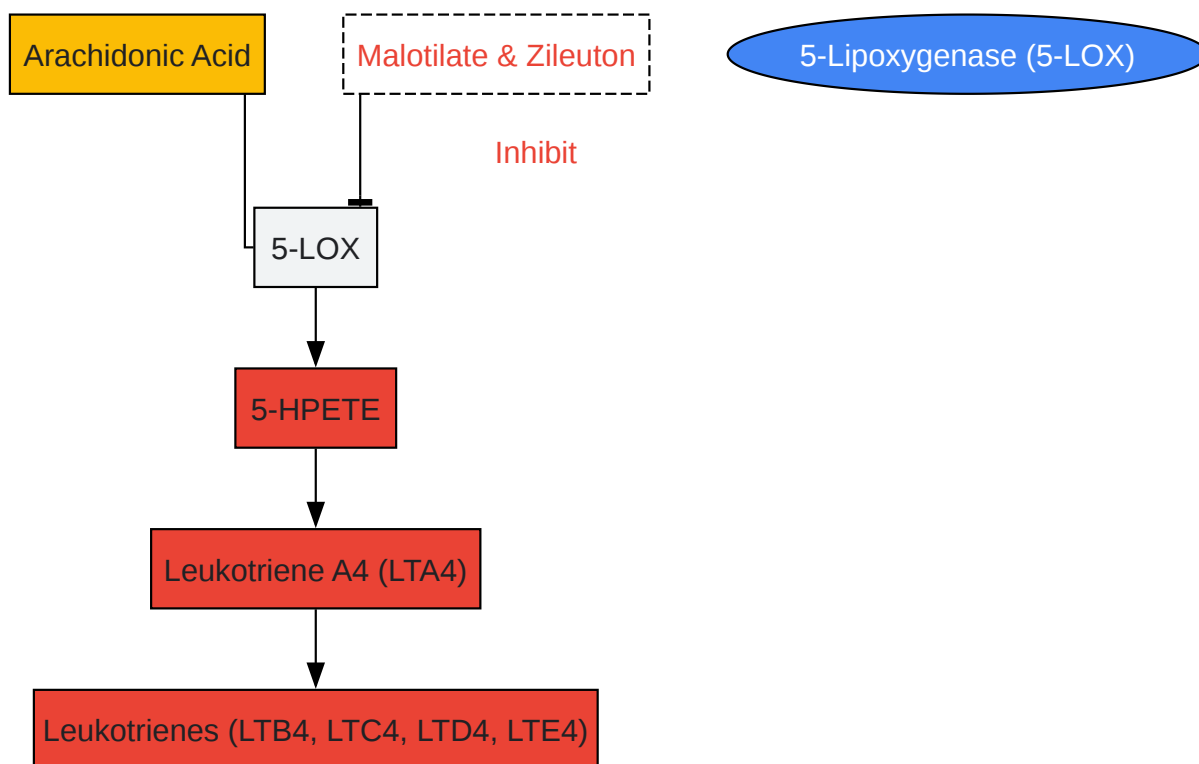 Arachidonic Acid
Malotilate & Zileuton
5-Lipoxygenase (5-LOX)
Inhibit
5-LOX
5-HPETE
Leukotriene A4 (LTA4)
Leukotrienes (LTB4, LTC4, LTD4, LTE4)